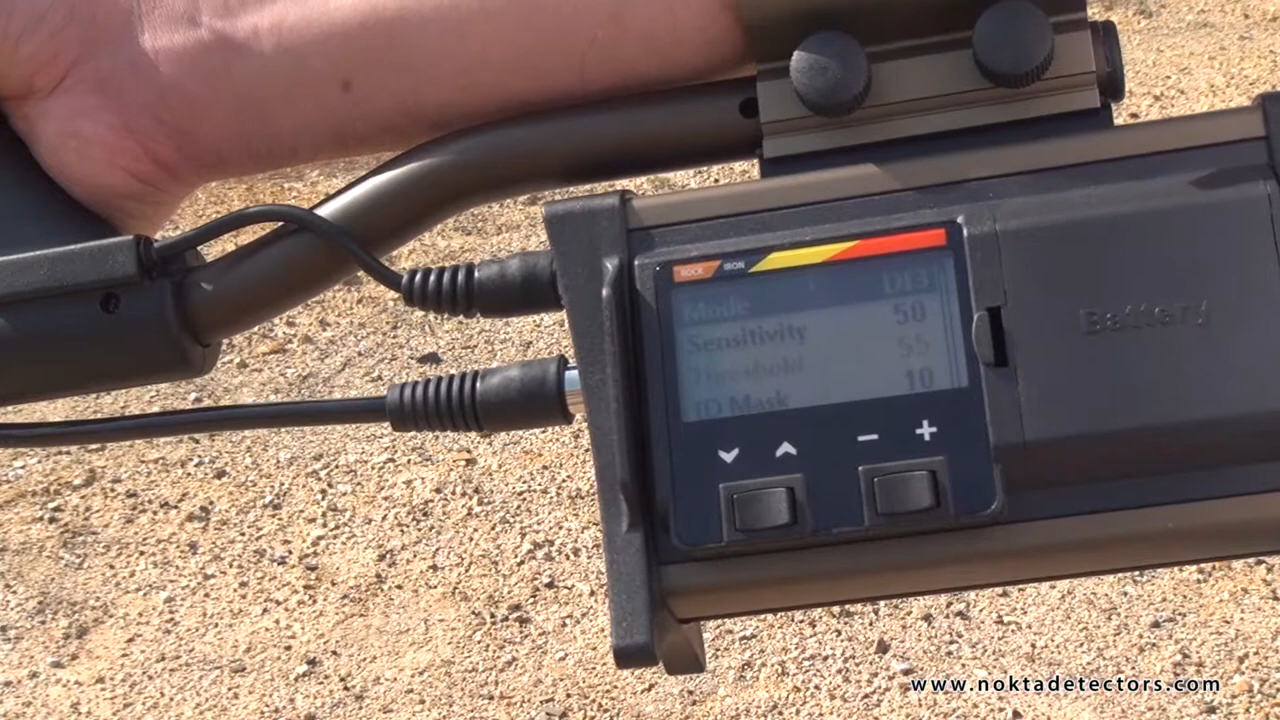 ROCK IRON
Mode DI3
Sensitivity 50
Threshold 55
ID Mask 10
Battery
www.noktadetectors.com